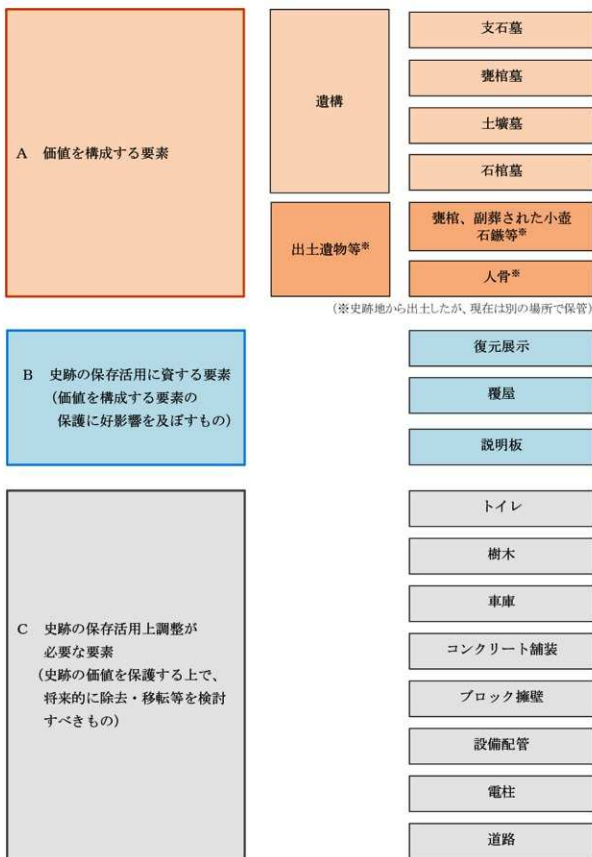 A 価値を構成する要素
遺構
支石墓
甕棺墓
土壙墓
石棺墓
出土遺物等※
甕棺、副葬された小壺
石鏃等※
人骨※
(※史跡地から出土したが、現在は別の場所で保管)
B 史跡の保存活用に資する要素
(価値を構成する要素の
保護に好影響を及ぼすもの)
復元展示
覆屋
説明板
C 史跡の保存活用上調整が
必要な要素
(史跡の価値を保護する上で、
将来的に除去・移転等を検討
すべきもの)
トイレ
樹木
車庫
コンクリート舗装
ブロック擁壁
設備配管
電柱
道路